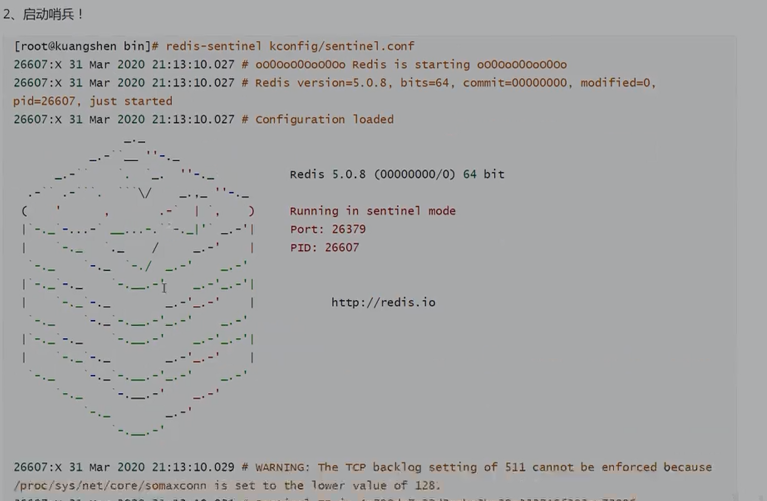 2、启动哨兵！
[root@kuangshen bin]# redis-sentinel kconfig/sentinel.conf
26607:X 31 Mar 2020 21:13:10.027 # oO0OoO0OoO0Oo Redis is starting oO0OoO0OoO0Oo
26607:X 31 Mar 2020 21:13:10.027 # Redis version=5.0.8, bits=64, commit=00000000, modified=0,
pid=26607, just started
26607:X 31 Mar 2020 21:13:10.027 # Configuration loaded
Redis 5.0.8 (00000000/0) 64 bit
Running in sentinel mode
Port: 26379
PID: 26607
http://redis.io
26607:X 31 Mar 2020 21:13:10.029 # WARNING: The TCP backlog setting of 511 cannot be enforced because
/proc/sys/net/core/somaxconn is set to the lower value of 128.